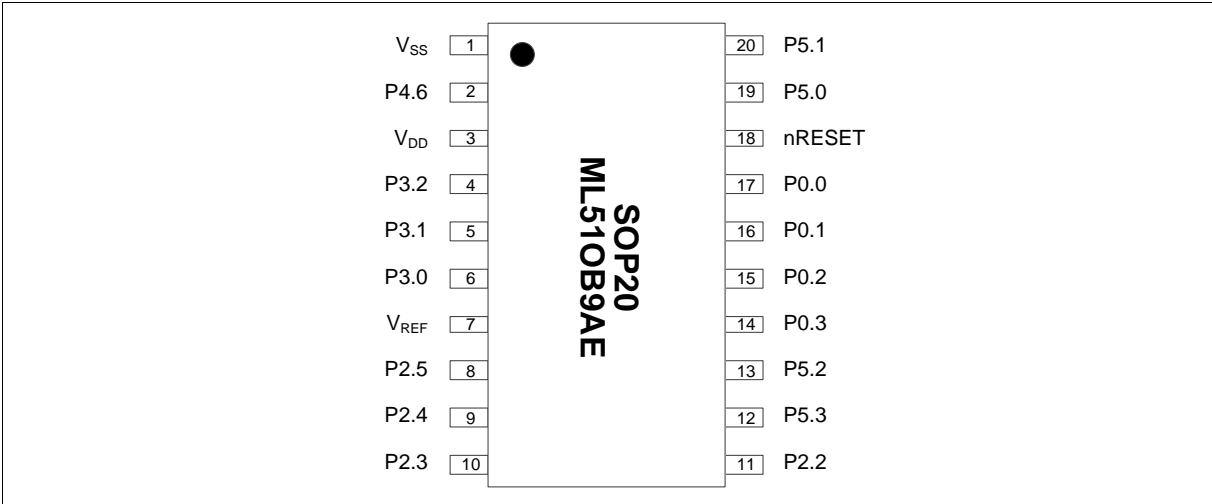 VSS 1 20 P5.1
P4.6 2 19 P5.0
VDD 3 18 nRESET
P3.2 4 17 P0.0
P3.1 5 16 P0.1
P3.0 6 15 P0.2
VREF 7 14 P0.3
P2.5 8 13 P5.2
P2.4 9 12 P5.3
P2.3 10 11 P2.2
SOP20
ML51OB9AE